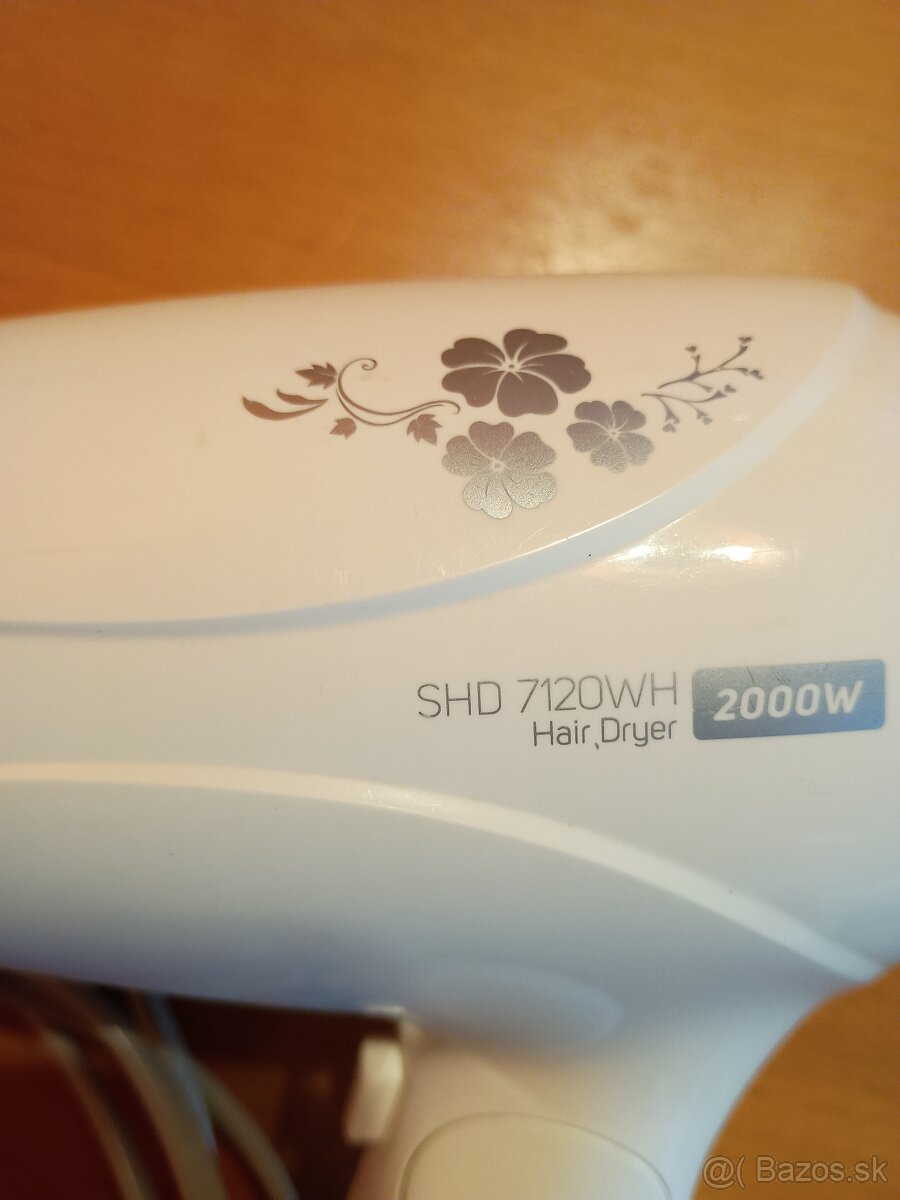 SHD 7120WH
Hair Dryer
2000W
@( Bazos.sk